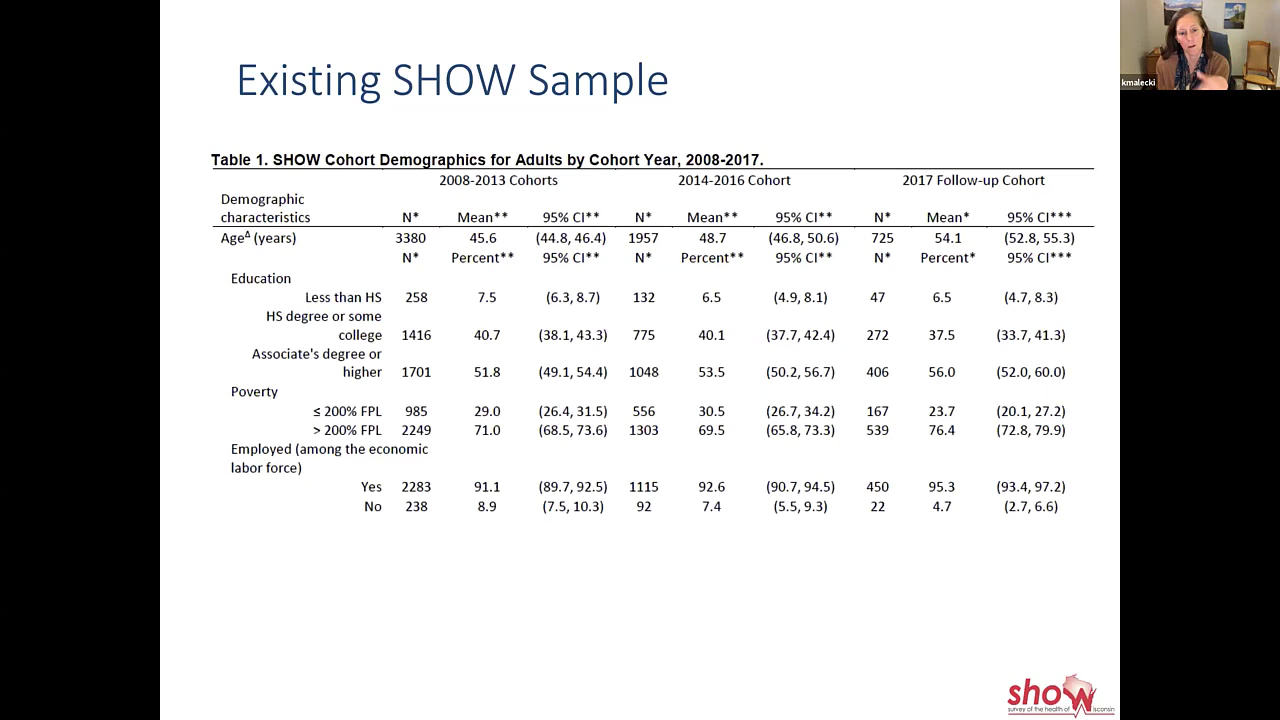 kmalecki
Existing SHOW Sample
Table 1. SHOW Cohort Demographics for Adults by Cohort Year, 2008-2017.
2008-2013 Cohorts 2014-2016 Cohort 2017 Follow-up Cohort
Demographic
characteristics N* Mean** 95% CI** N* Mean** 95% CI** N* Mean* 95% CI***
Age^Δ (years) 3380 45.6 (44.8, 46.4) 1957 48.7 (46.8, 50.6) 725 54.1 (52.8, 55.3)
N* Percent** 95% CI** N* Percent** 95% CI** N* Percent* 95% CI***
Education
Less than HS 258 7.5 (6.3, 8.7) 132 6.5 (4.9, 8.1) 47 6.5 (4.7, 8.3)
HS degree or some
college 1416 40.7 (38.1, 43.3) 775 40.1 (37.7, 42.4) 272 37.5 (33.7, 41.3)
Associate's degree or
higher 1701 51.8 (49.1, 54.4) 1048 53.5 (50.2, 56.7) 406 56.0 (52.0, 60.0)
Poverty
≤ 200% FPL 985 29.0 (26.4, 31.5) 556 30.5 (26.7, 34.2) 167 23.7 (20.1, 27.2)
> 200% FPL 2249 71.0 (68.5, 73.6) 1303 69.5 (65.8, 73.3) 539 76.4 (72.8, 79.9)
Employed (among the economic
labor force)
Yes 2283 91.1 (89.7, 92.5) 1115 92.6 (90.7, 94.5) 450 95.3 (93.4, 97.2)
No 238 8.9 (7.5, 10.3) 92 7.4 (5.5, 9.3) 22 4.7 (2.7, 6.6)
show
survey of the health of Wisconsin